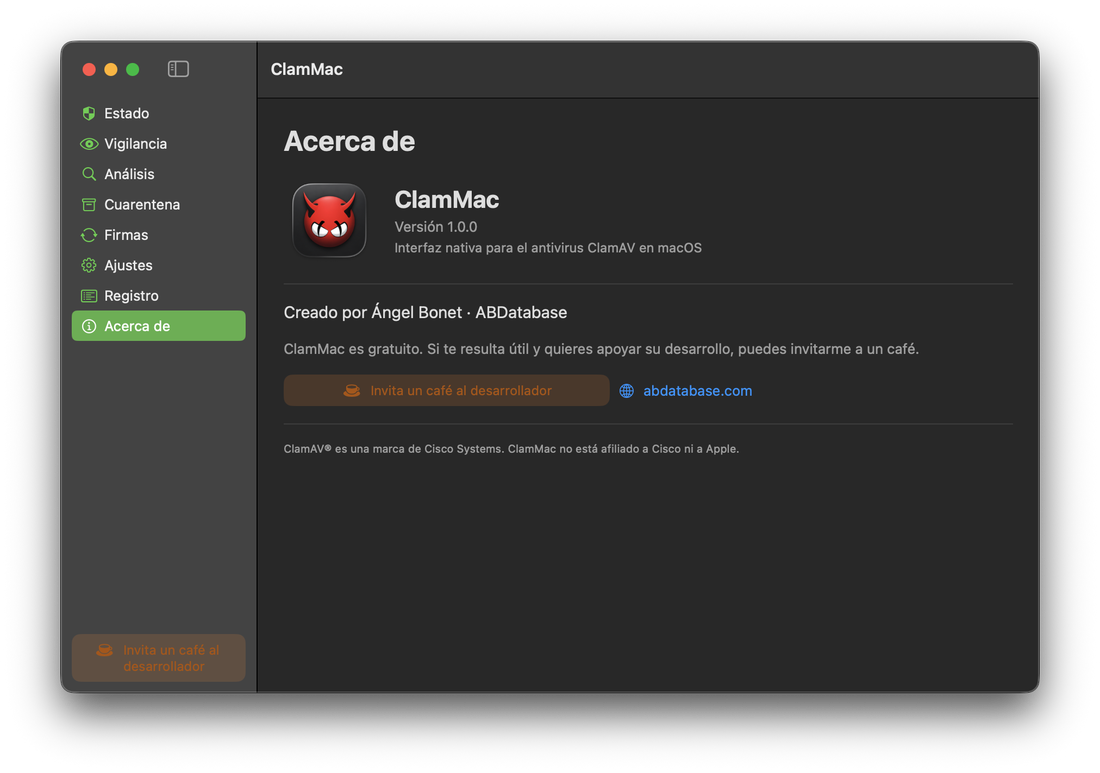 ClamMac
Estado
Vigilancia
Análisis
Cuarentena
Firmas
Ajustes
Registro
Acerca de
Invita un café al
desarrollador
Acerca de
ClamMac
Versión 1.0.0
Interfaz nativa para el antivirus ClamAV en macOS
Creado por Ángel Bonet · ABDatabase
ClamMac es gratuito. Si te resulta útil y quieres apoyar su desarrollo, puedes invitarme a un café.
Invita un café al desarrollador
abdatabase.com
ClamAV® es una marca de Cisco Systems. ClamMac no está afiliado a Cisco ni a Apple.